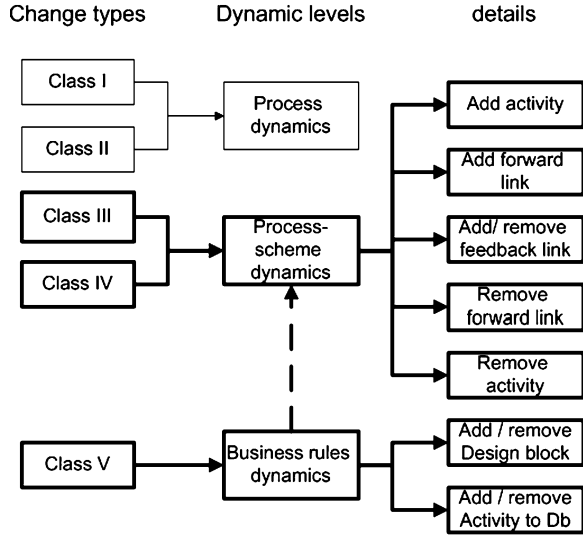 Change types
Dynamic levels
details
Class I
Class II
Process
dynamics
Class III
Class IV
Process-
scheme
dynamics
Class V
Business rules
dynamics
Add activity
Add forward
link
Add/ remove
feedback link
Remove
forward link
Remove
activity
Add / remove
Design block
Add / remove
Activity to Db